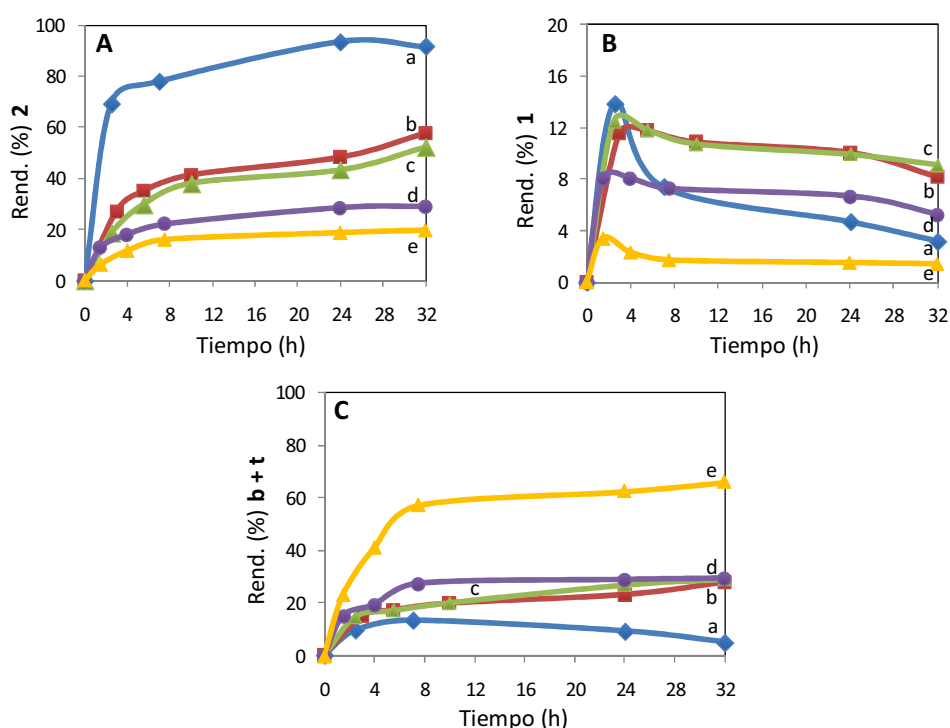 A
Rend. (%) 2
100
80
60
40
20
0
a
b
c
d
e
0 4 8 12 16 20 24 28 32
Tiempo (h)
B
Rend. (%) 1
20
16
12
8
4
0
c
b
d
a
e
0 4 8 12 16 20 24 28 32
Tiempo (h)
C
Rend. (%) b + t
100
80
60
40
20
0
e
c
d
b
a
0 4 8 12 16 20 24 28 32
Tiempo (h)